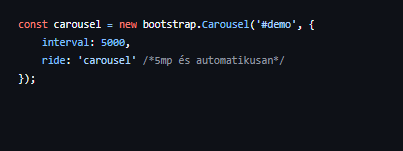 const carousel = new bootstrap.Carousel('#demo', {
    interval: 5000,
    ride: 'carousel' /*5mp és automatikusan*/
});